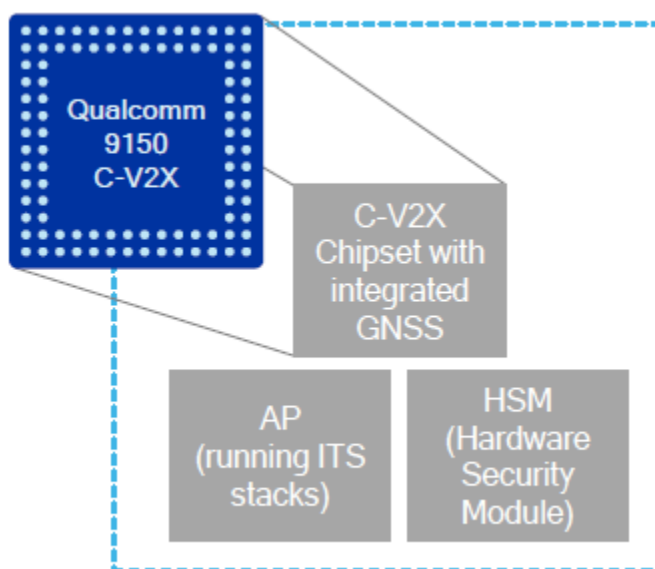 Qualcomm
9150
C-V2X
C-V2X
Chipset with
integrated
GNSS
AP
(running ITS
stacks)
HSM
(Hardware
Security
Module)